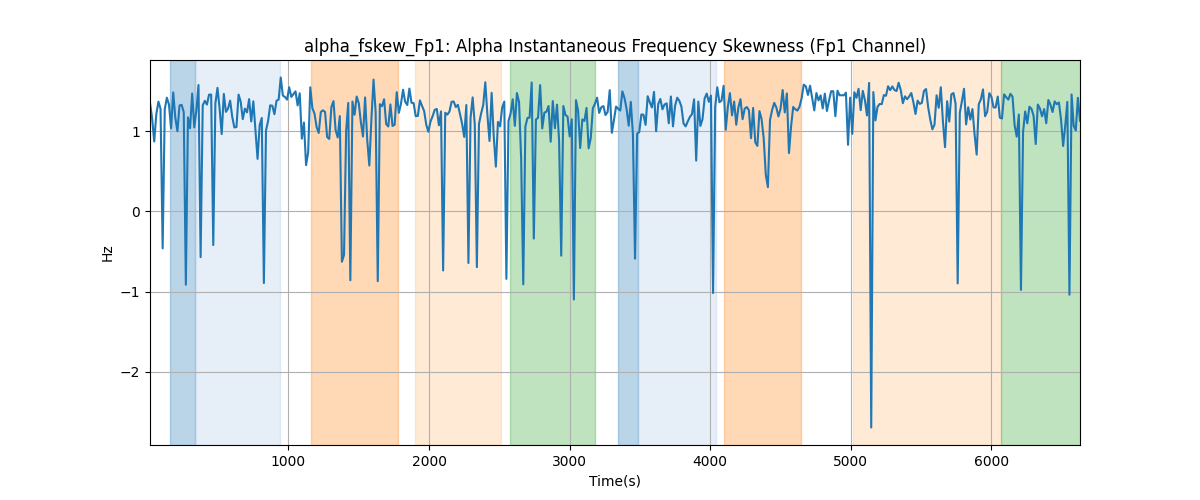 alpha_fskew_Fp1: Alpha Instantaneous Frequency Skewness (Fp1 Channel)
Hz
1
0
−1
−2
1000 2000 3000 4000 5000 6000
Time(s)